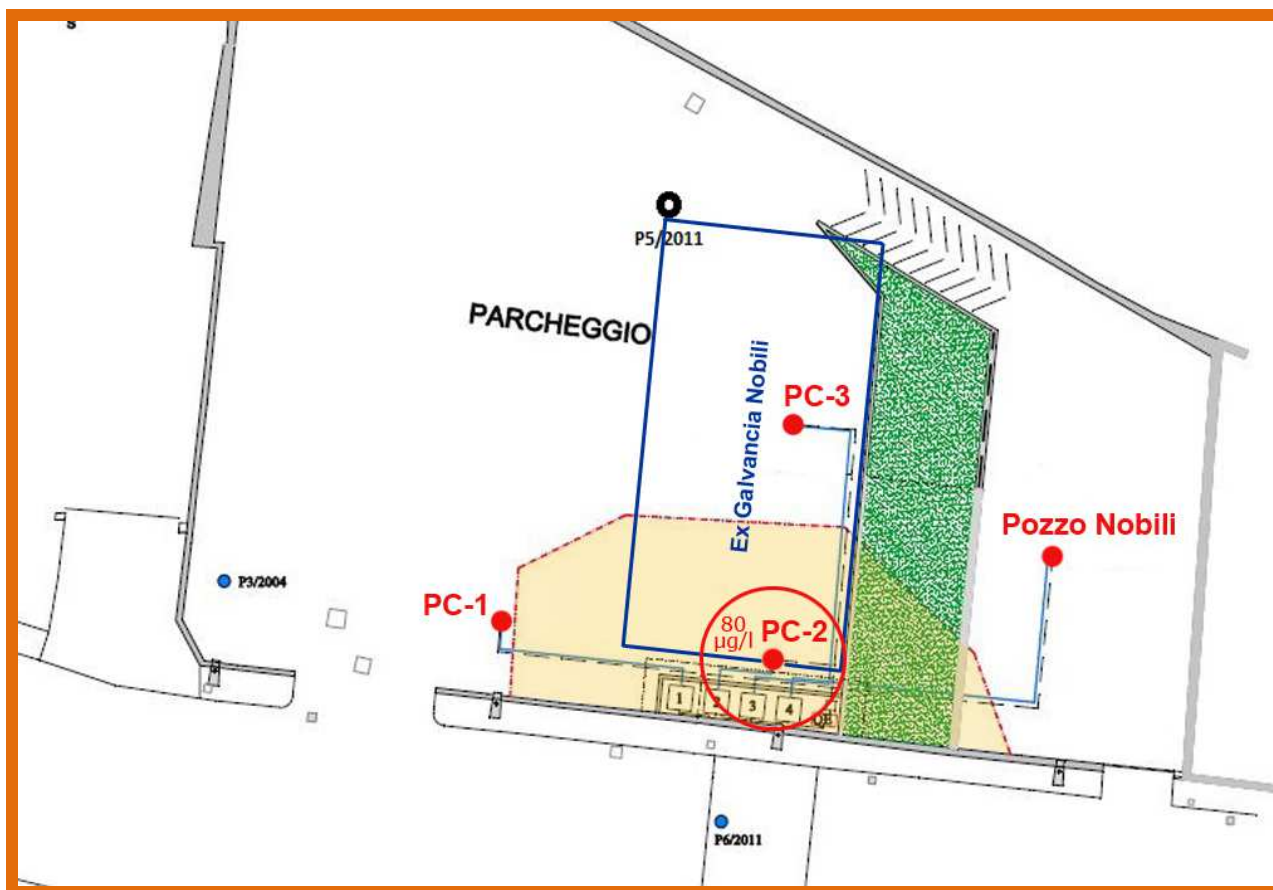 S
P5/2011
PARCHEGGIO
Ex Galvancia Nobili
PC-3
Pozzo Nobili
P3/2004
PC-1
80
µg/l
PC-2
1
2
3
4
QE
P6/2011